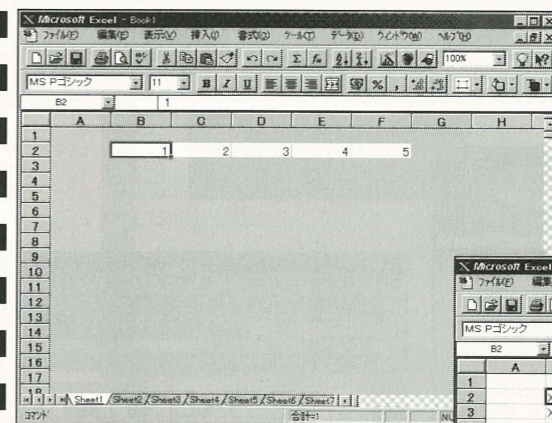 Microsoft Excel - Book1
ファイル(F) 編集(E) 表示(V) 挿入(I) 書式(O) ツール(T) データ(D) ウィンドウ(W) ヘルプ(H)
100%
MS Pゴシック 11 B I U % ,
B2 1
A B C D E F G H
1
2 1 2 3 4 5
3
4
5
6
7
8
9
10
11
12
13
14
15
16
17
18
Sheet1 Sheet2 Sheet3 Sheet4 Sheet5 Sheet6 Sheet7
コマンド 合計=1 NU
Microsoft Excel
ファイル(F) 編集
MS Pゴシック
B2
A
1
2
3